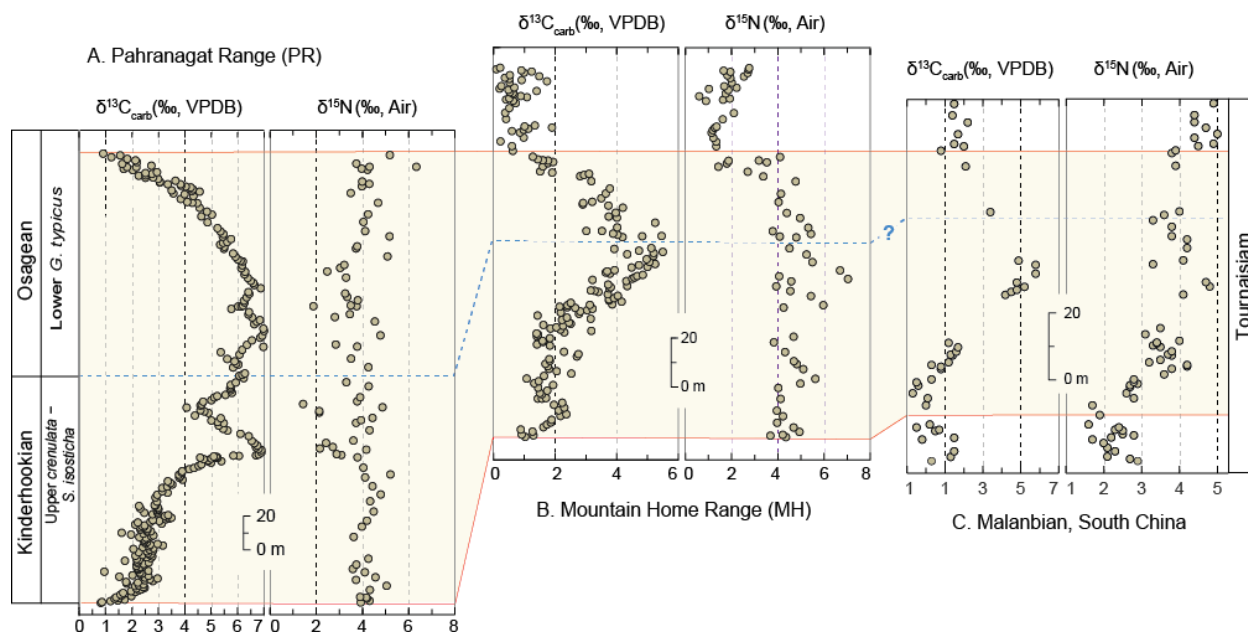 A. Pahranagat Range (PR)
δ¹³Ccarb(‰, VPDB)
δ¹⁵N(‰, Air)
δ¹³Ccarb(‰, VPDB)
δ¹⁵N(‰, Air)
δ¹³Ccarb(‰, VPDB)
δ¹⁵N(‰, Air)
Osagean
Lower G. typicus
Kinderhookian
Upper crenulata –
S. isosticha
Tournaisiam
?
20
0 m
20
0 m
20
0 m
0 1 2 3 4 5 6 7
0 2 4 6 8
0 2 4 6
0 2 4 6 8
1 1 3 5 7
1 2 3 4 5
B. Mountain Home Range (MH)
C. Malanbian, South China